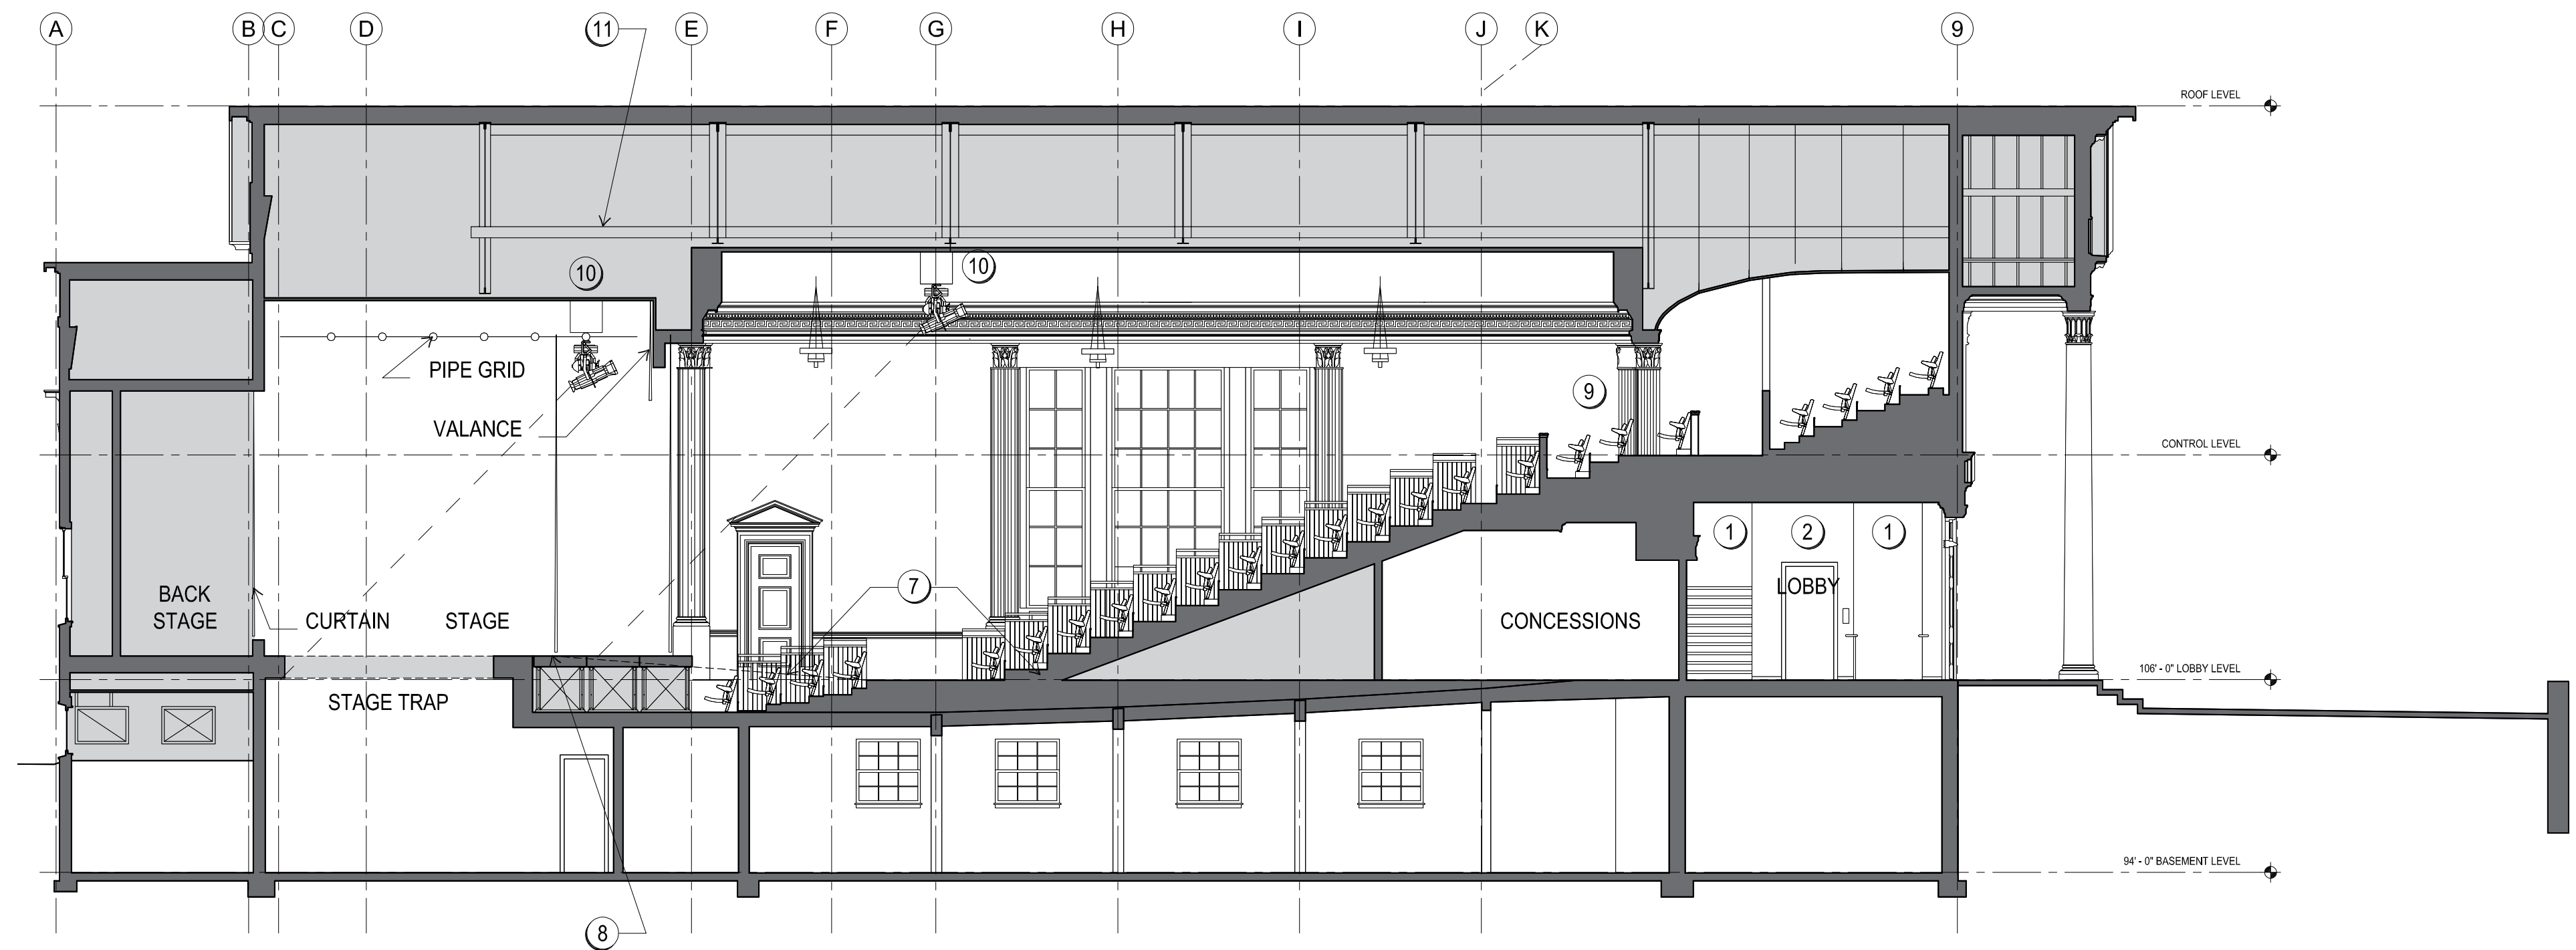 A
B
C
D
11
E
F
G
H
I
J
K
9
ROOF LEVEL
10
10
PIPE GRID
VALANCE
9
CONTROL LEVEL
1
2
1
BACK
STAGE
CURTAIN
STAGE
7
LOBBY
CONCESSIONS
106' - 0" LOBBY LEVEL
STAGE TRAP
94' - 0" BASEMENT LEVEL
8